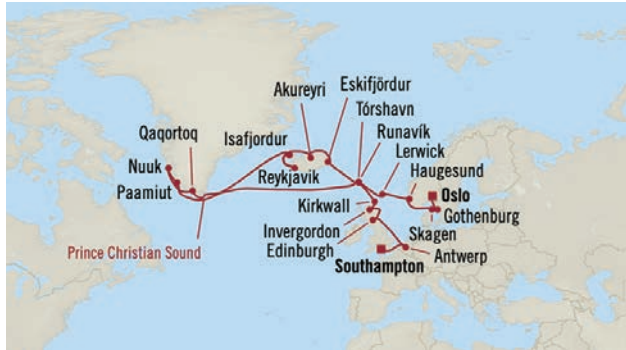 Akureyri
Eskifjördur
Tórshavn
Qaqortoq
Isafjordur
Runavík
Lerwick
Nuuk
Reykjavik
Haugesund
Paamiut
Oslo
Kirkwall
Gothenburg
Invergordon
Skagen
Prince Christian Sound
Edinburgh
Antwerp
Southampton